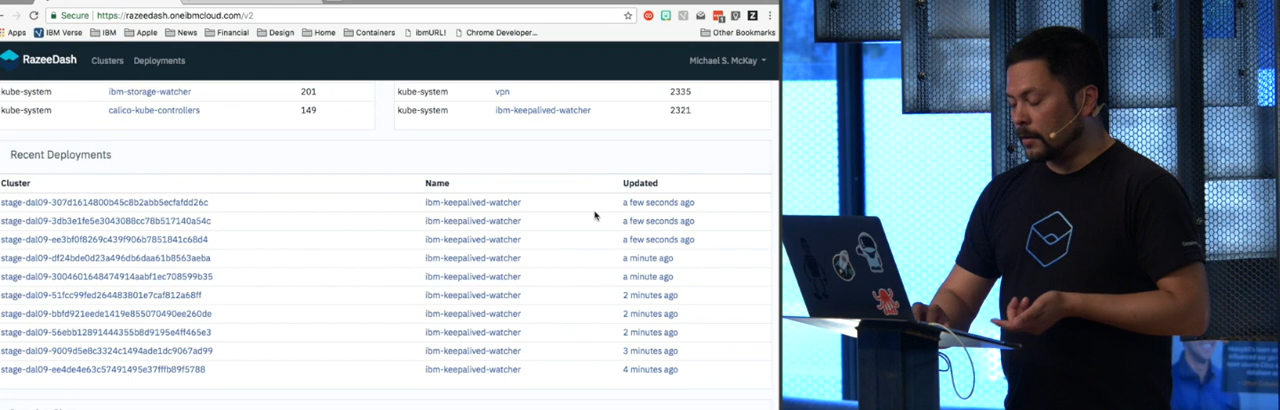 Secure https://razeedash.oneibmcloud.com/v2
Apps IBM Verse IBM Apple News Financial Design Home Containers ibmURL! Chrome Developer... Other Bookmarks
RazeeDash Clusters Deployments Michael S. McKay
kube-system ibm-storage-watcher 201 kube-system vpn 2335
kube-system calico-kube-controllers 149 kube-system ibm-keepalived-watcher 2321
Recent Deployments
Cluster Name Updated
stage-dal09-307d1614800b45c8b2abb5ecfafdd26c ibm-keepalived-watcher a few seconds ago
stage-dal09-3db3e1fe5e3043088cc78b517140a54c ibm-keepalived-watcher a few seconds ago
stage-dal09-ee3bf0f8269c439f906b7851841c68d4 ibm-keepalived-watcher a few seconds ago
stage-dal09-df24bde0d23a496db6daa61b8563aeba ibm-keepalived-watcher a minute ago
stage-dal09-3004601648474914aabf1ec708599b35 ibm-keepalived-watcher a minute ago
stage-dal09-51fcc99fed264483801e7caf812a68ff ibm-keepalived-watcher 2 minutes ago
stage-dal09-bbfd921eede1419e855070490ee260de ibm-keepalived-watcher 2 minutes ago
stage-dal09-56ebb12891444355b8d9195e4ff465e3 ibm-keepalived-watcher 2 minutes ago
stage-dal09-9009d5e8c3324c1494ade1dc9067ad99 ibm-keepalived-watcher 3 minutes ago
stage-dal09-ee4de4e63c57491495e37fffb89f5788 ibm-keepalived-watcher 4 minutes ago